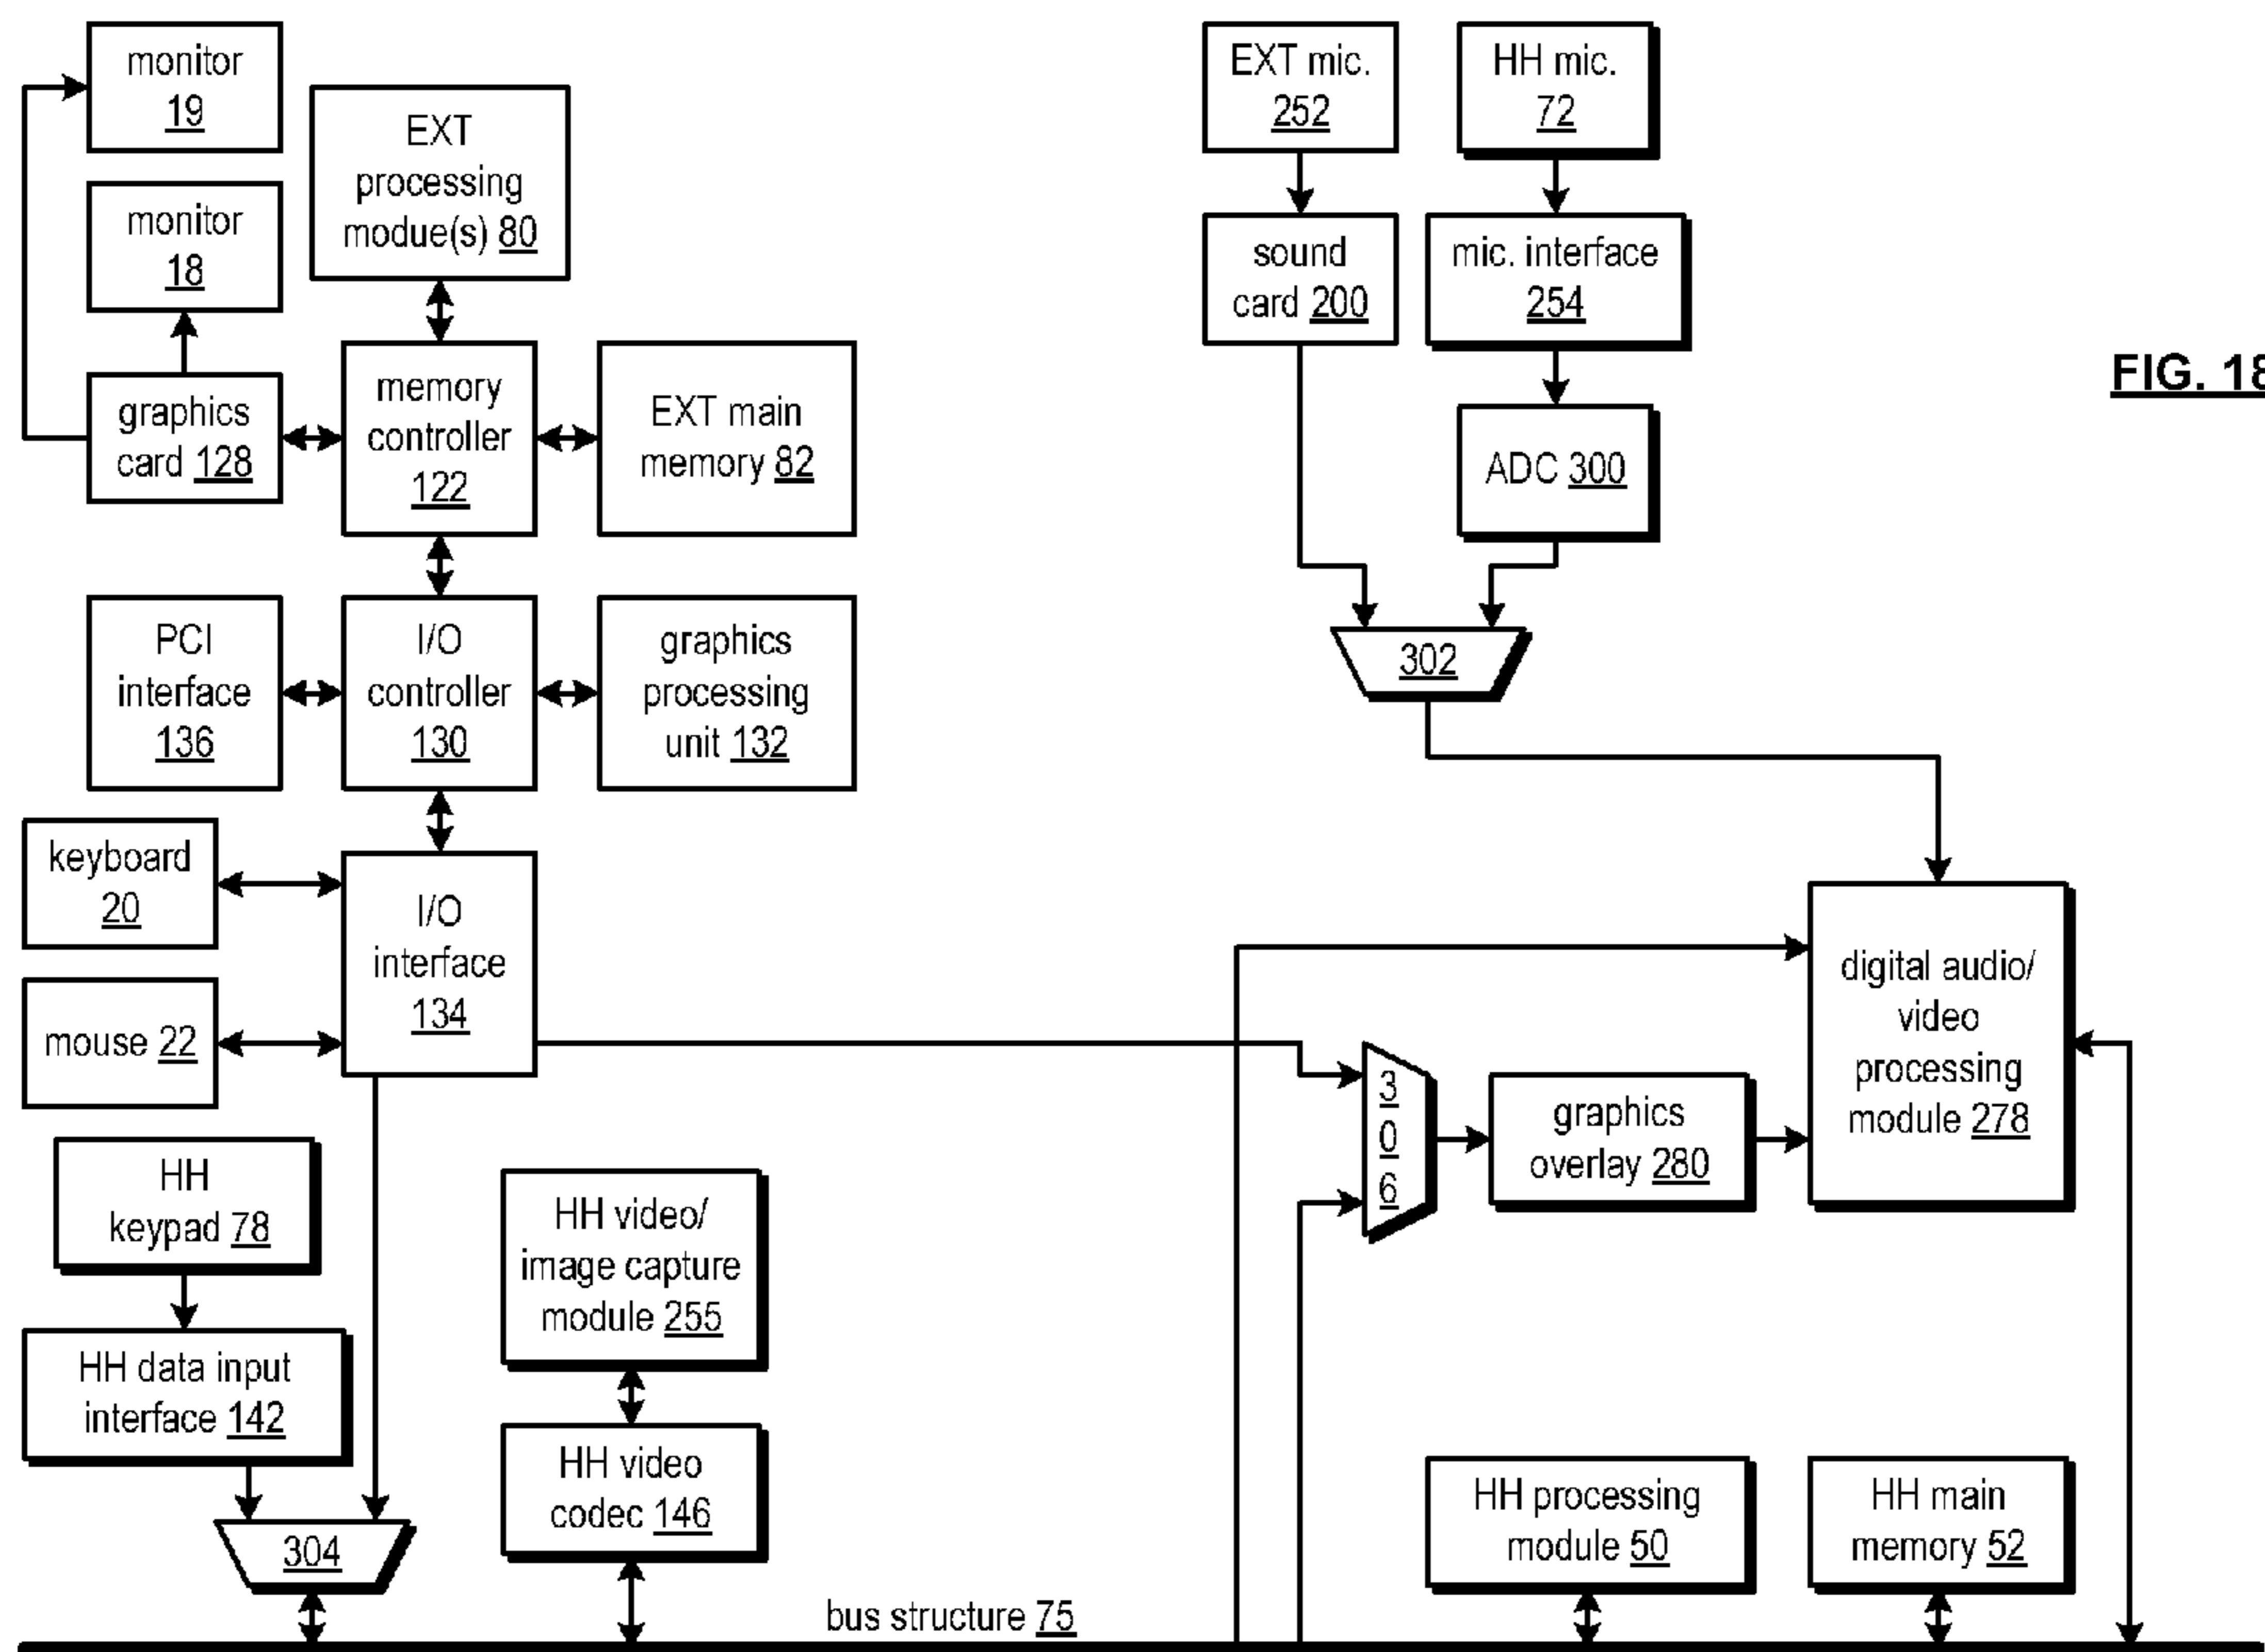 monitor
19
monitor
18
EXT
processing
modue(s) 80
graphics
card 128
memory
controller
122
EXT main
memory 82
PCI
interface
136
I/O
controller
130
graphics
processing
unit 132
keyboard
20
mouse 22
I/O
interface
134
HH
keypad 78
HH data input
interface 142
304
HH video/
image capture
module 255
HH video
codec 146
bus structure 75
EXT mic.
252
HH mic.
72
sound
card 200
mic. interface
254
ADC 300
302
FIG. 18
3
0
6
graphics
overlay 280
digital audio/
video
processing
module 278
HH processing
module 50
HH main
memory 52